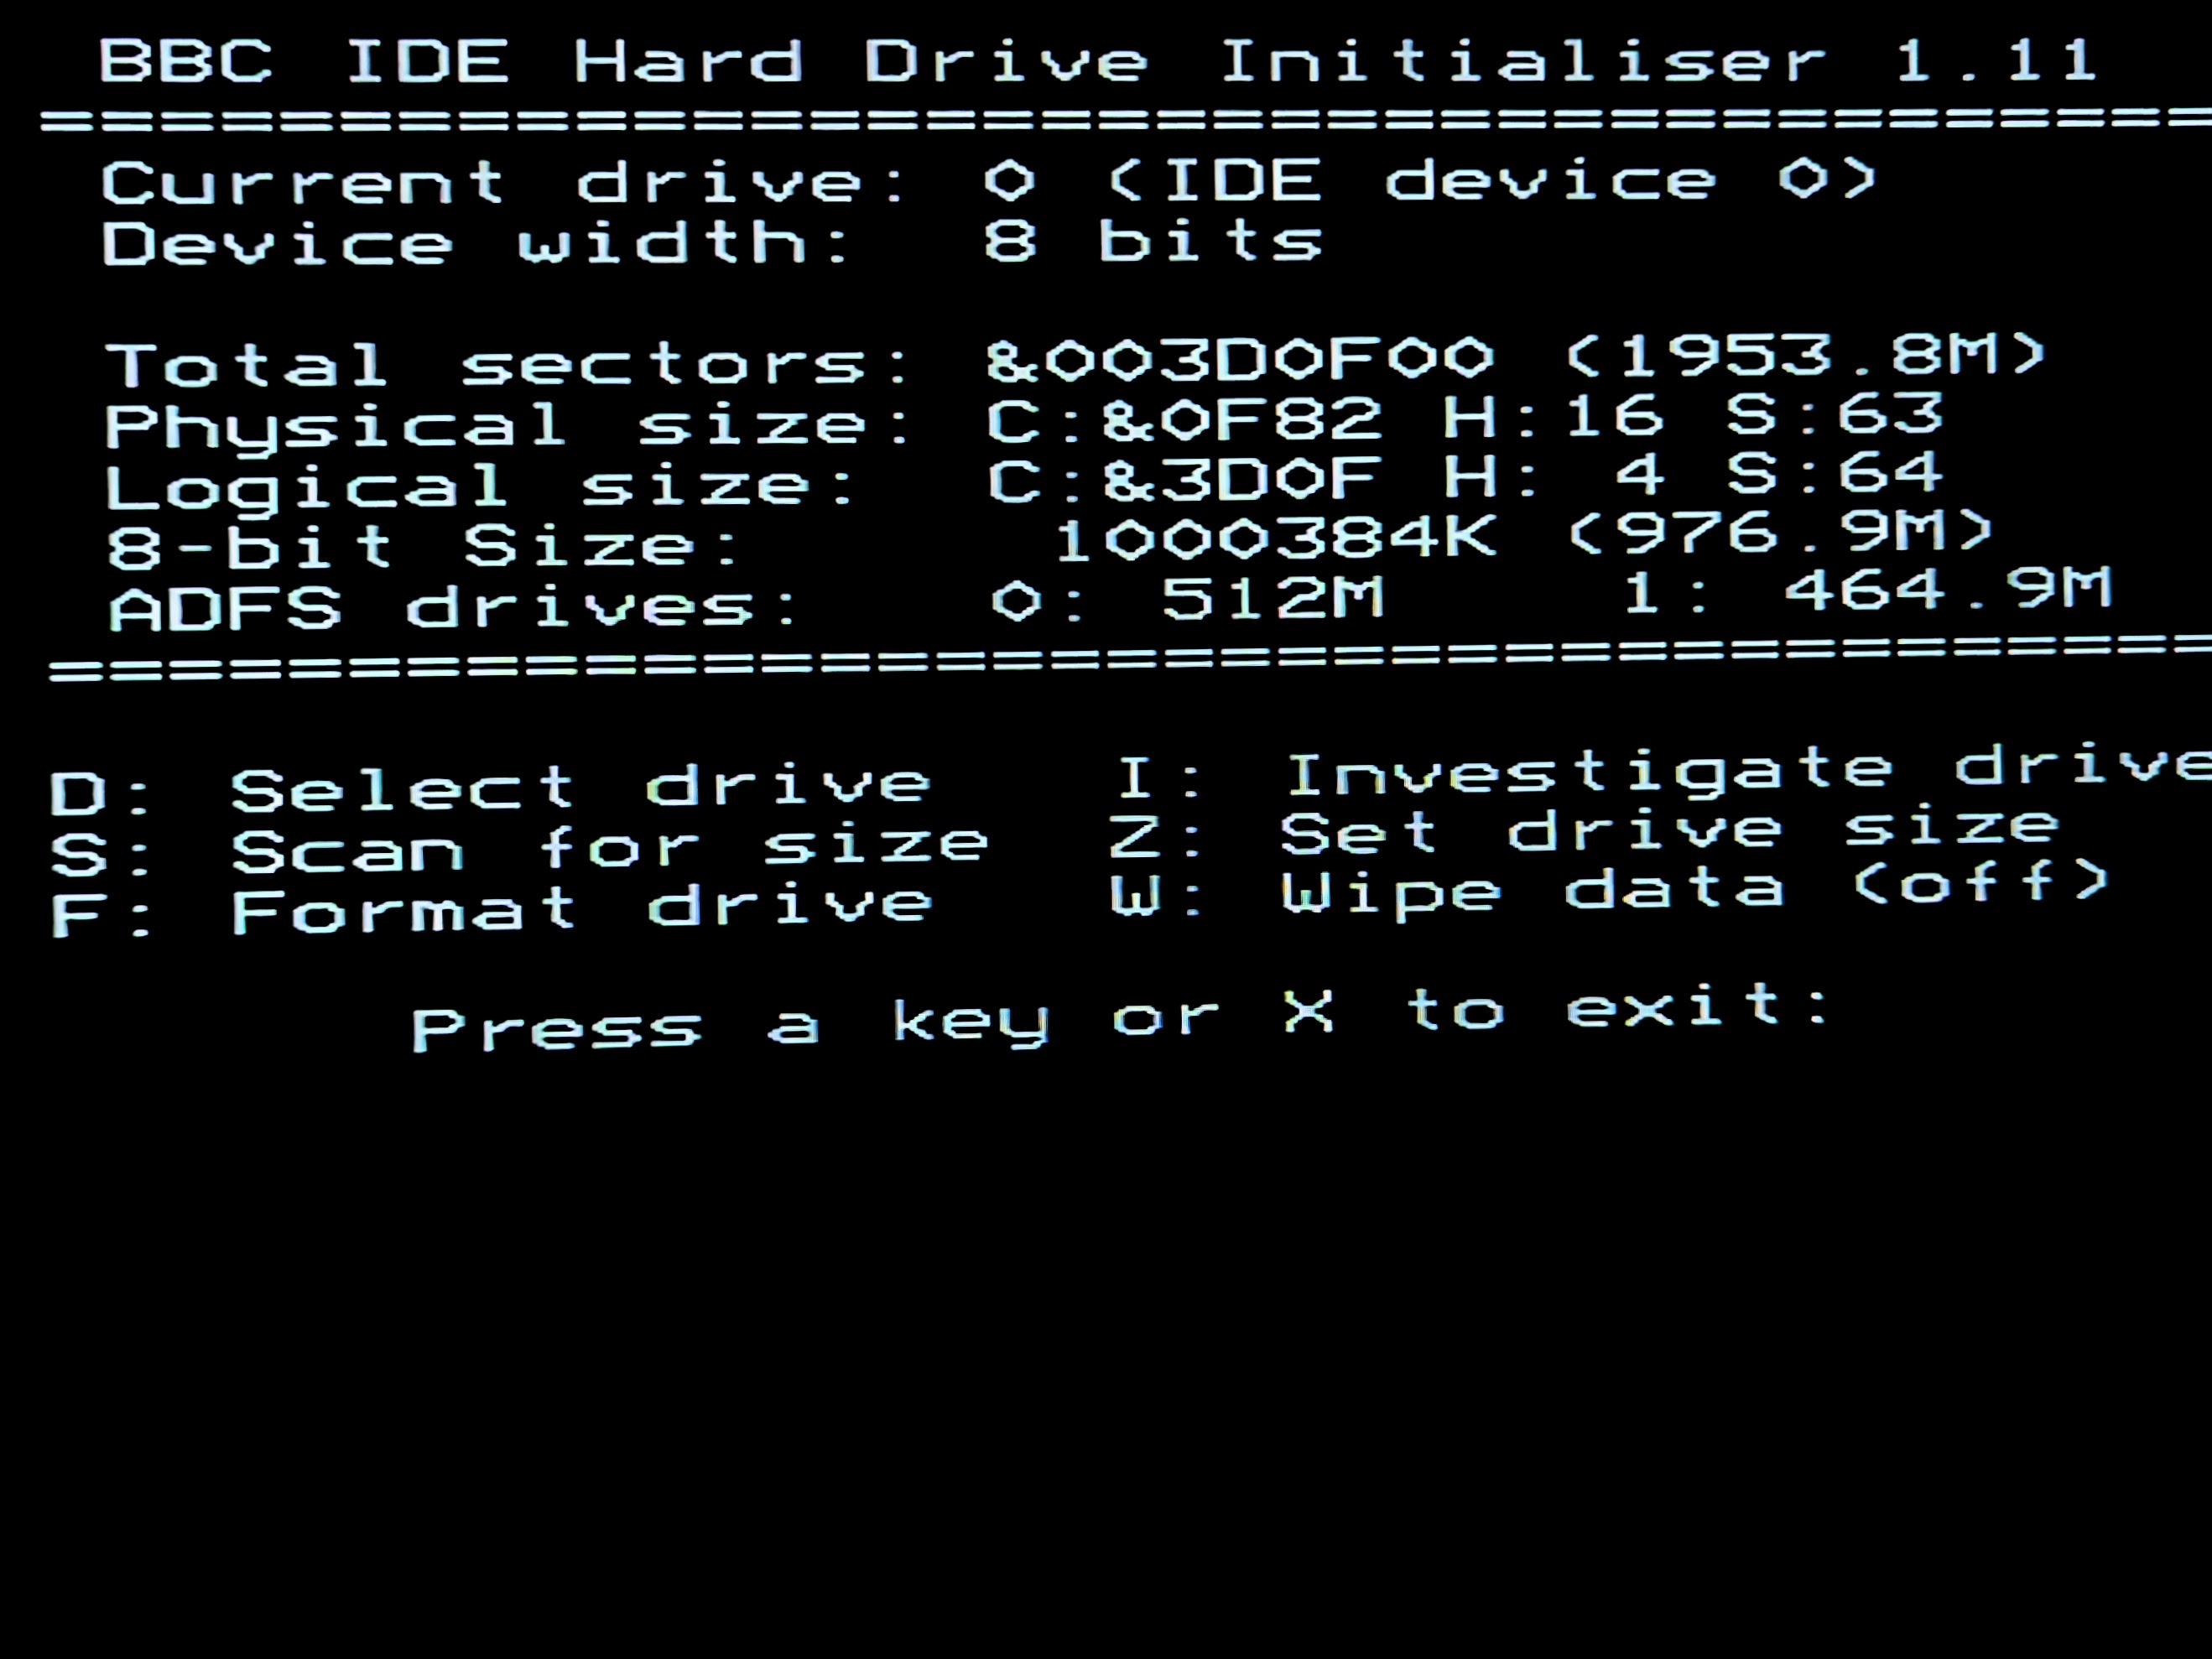 BBC IDE Hard Drive Initialiser 1.11
=====================================
Current drive: 0 (IDE device 0)
Device width: 8 bits
Total sectors: &003D0F00 (1953.8M)
Physical size: C:&0F82 H:16 S:63
Logical size: C:&3D0F H: 4 S:64
8-bit Size: 1000384K (976.9M)
ADFS drives: 0: 512M 1: 464.9M
=====================================
D: Select drive I: Investigate drive
S: Scan for size Z: Set drive size
F: Format drive W: Wipe data (off)
Press a key or X to exit: